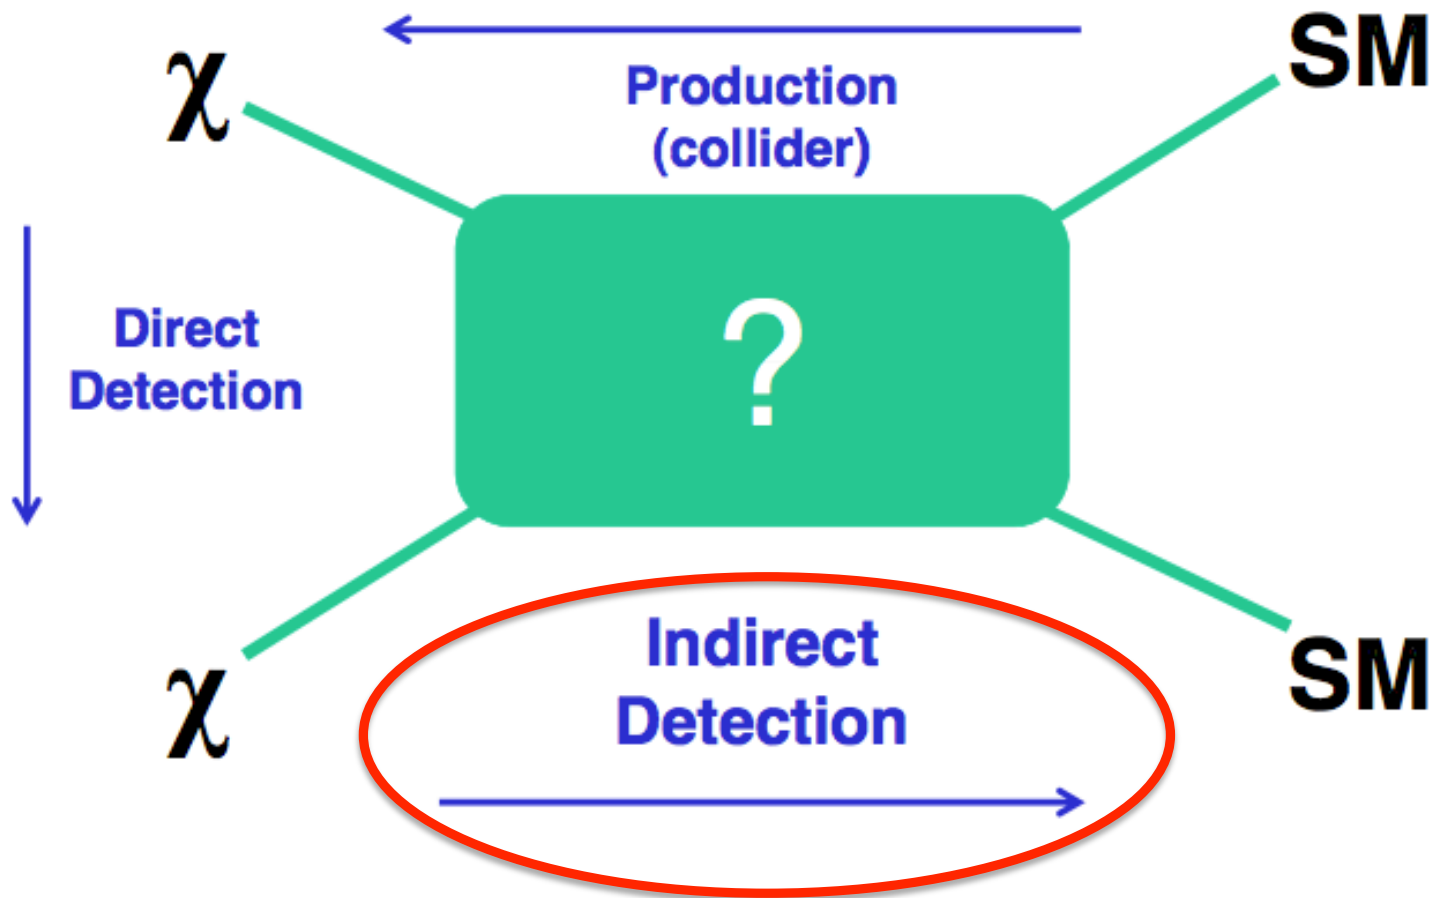 χ
SM
Production
(collider)
Direct
Detection
?
Indirect
Detection
χ
SM